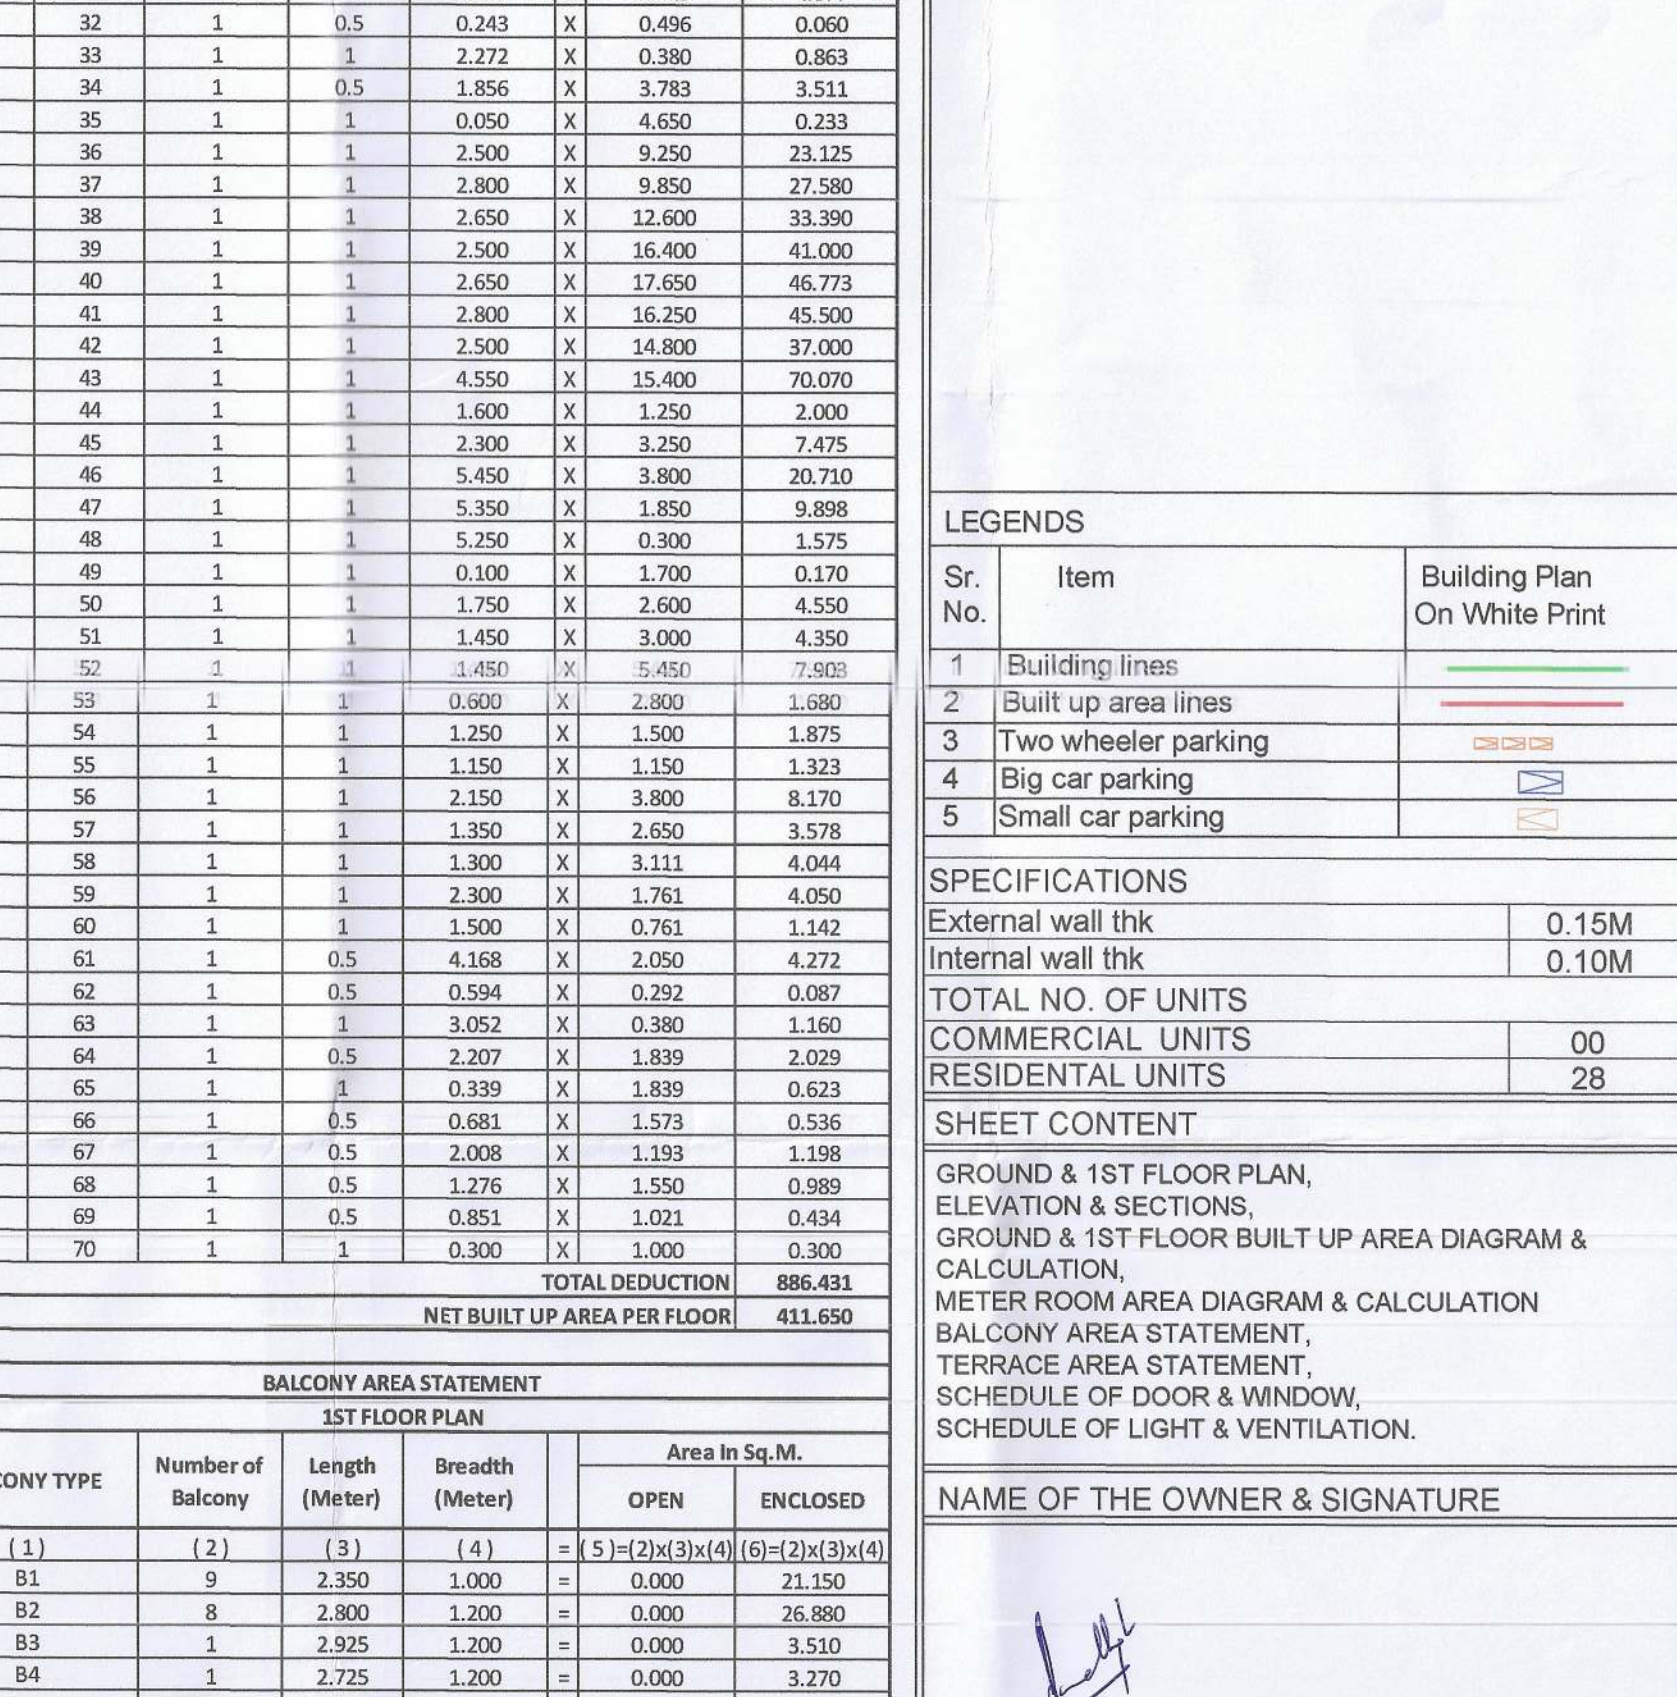 32 1 0.5 0.243 X 0.496 0.060
33 1 1 2.272 X 0.380 0.863
34 1 0.5 1.856 X 3.783 3.511
35 1 1 0.050 X 4.650 0.233
36 1 1 2.500 X 9.250 23.125
37 1 1 2.800 X 9.850 27.580
38 1 1 2.650 X 12.600 33.390
39 1 1 2.500 X 16.400 41.000
40 1 1 2.650 X 17.650 46.773
41 1 1 2.800 X 16.250 45.500
42 1 1 2.500 X 14.800 37.000
43 1 1 4.550 X 15.400 70.070
44 1 1 1.600 X 1.250 2.000
45 1 1 2.300 X 3.250 7.475
46 1 1 5.450 X 3.800 20.710
47 1 1 5.350 X 1.850 9.898
48 1 1 5.250 X 0.300 1.575
49 1 1 0.100 X 1.700 0.170
50 1 1 1.750 X 2.600 4.550
51 1 1 1.450 X 3.000 4.350
52 1 1 1.450 X 5.450 7.903
53 1 1 0.600 X 2.800 1.680
54 1 1 1.250 X 1.500 1.875
55 1 1 1.150 X 1.150 1.323
56 1 1 2.150 X 3.800 8.170
57 1 1 1.350 X 2.650 3.578
58 1 1 1.300 X 3.111 4.044
59 1 1 2.300 X 1.761 4.050
60 1 1 1.500 X 0.761 1.142
61 1 0.5 4.168 X 2.050 4.272
62 1 0.5 0.594 X 0.292 0.087
63 1 1 3.052 X 0.380 1.160
64 1 0.5 2.207 X 1.839 2.029
65 1 1 0.339 X 1.839 0.623
66 1 0.5 0.681 X 1.573 0.536
67 1 0.5 2.008 X 1.193 1.198
68 1 0.5 1.276 X 1.550 0.989
69 1 0.5 0.851 X 1.021 0.434
70 1 1 0.300 X 1.000 0.300
TOTAL DEDUCTION 886.431
NET BUILT UP AREA PER FLOOR 411.650
BALCONY AREA STATEMENT
1ST FLOOR PLAN
CONY TYPE Number of Balcony Length (Meter) Breadth (Meter) Area In Sq.M.
OPEN ENCLOSED
(1) (2) (3) (4) = (5)=(2)x(3)x(4) (6)=(2)x(3)x(4)
B1 9 2.350 1.000 = 0.000 21.150
B2 8 2.800 1.200 = 0.000 26.880
B3 1 2.925 1.200 = 0.000 3.510
B4 1 2.725 1.200 = 0.000 3.270
LEGENDS
Sr. No. Item Building Plan On White Print
1 Building lines
2 Built up area lines
3 Two wheeler parking
4 Big car parking
5 Small car parking
SPECIFICATIONS
External wall thk 0.15M
Internal wall thk 0.10M
TOTAL NO. OF UNITS
COMMERCIAL UNITS 00
RESIDENTAL UNITS 28
SHEET CONTENT
GROUND & 1ST FLOOR PLAN,
ELEVATION & SECTIONS,
GROUND & 1ST FLOOR BUILT UP AREA DIAGRAM &
CALCULATION,
METER ROOM AREA DIAGRAM & CALCULATION
BALCONY AREA STATEMENT,
TERRACE AREA STATEMENT,
SCHEDULE OF DOOR & WINDOW,
SCHEDULE OF LIGHT & VENTILATION.
NAME OF THE OWNER & SIGNATURE